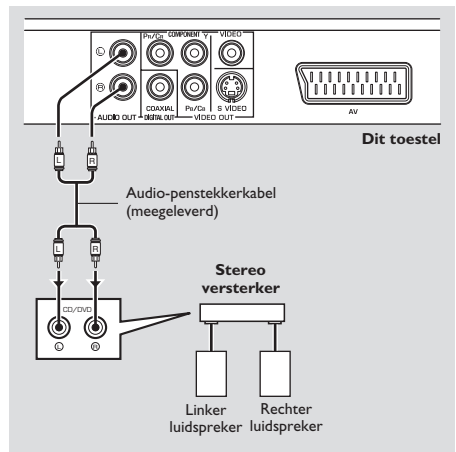 PR/CR COMPONENT Y VIDEO
L
R
COAXIAL PB/CB S VIDEO
AUDIO OUT DIGITAL OUT VIDEO OUT
AV
Dit toestel
L R
Audio-penstekkerkabel
(meegeleverd)
L R
CD/DVD
L R
Stereo
versterker
Linker
luidspreker
Rechter
luidspreker